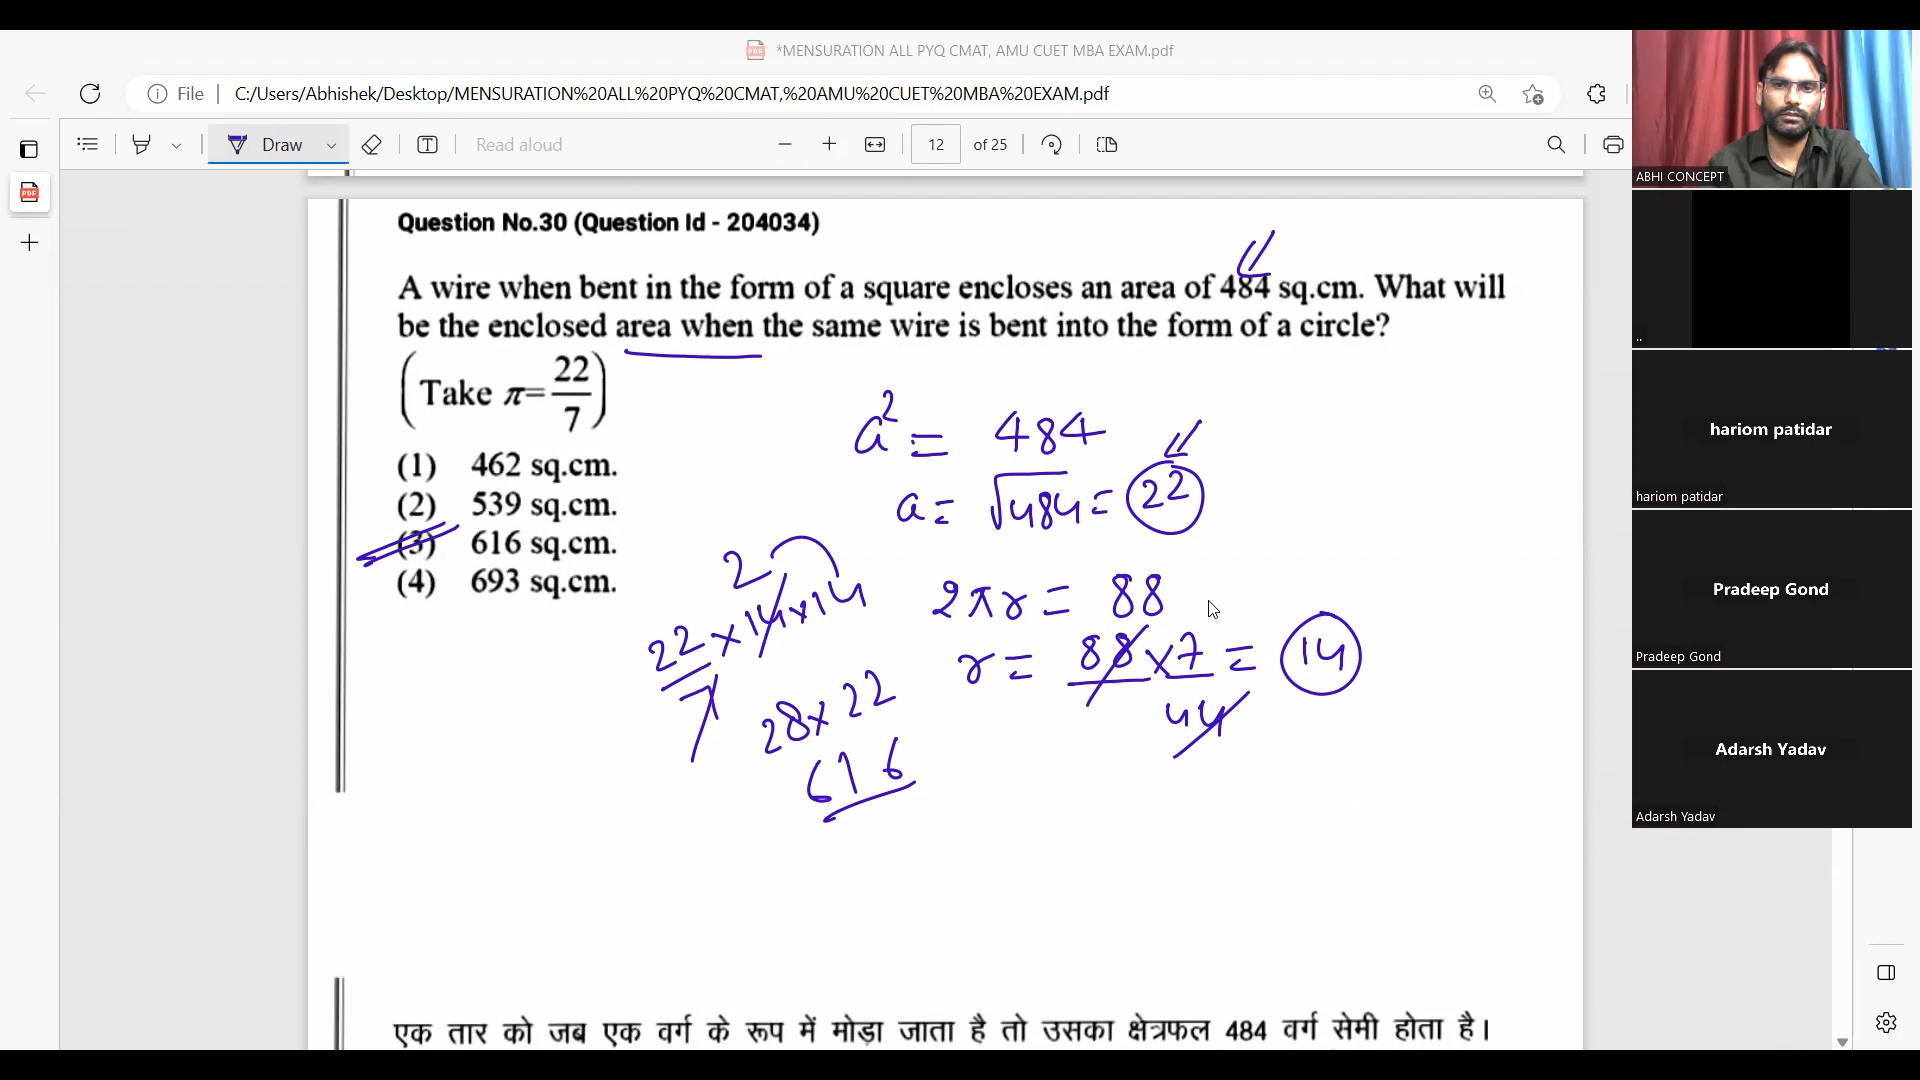 *MENSURATION ALL PYQ CMAT, AMU CUET MBA EXAM.pdf
File
C:/Users/Abhishek/Desktop/MENSURATION%20ALL%20PYQ%20CMAT,%20AMU%20CUET%20MBA%20EXAM.pdf
Draw
Read aloud
12 of 25
Question No.30 (Question Id - 204034)
A wire when bent in the form of a square encloses an area of 484 sq.cm. What will
be the enclosed area when the same wire is bent into the form of a circle?
(Take π=22/7)
(1) 462 sq.cm.
(2) 539 sq.cm.
(3) 616 sq.cm.
(4) 693 sq.cm.
a² = 484
a = √484 = 22
2πr = 88
r = 88×7/44 = 14
2
22/7 × 14 × 14
28×22
616
एक तार को जब एक वर्ग के रूप में मोड़ा जाता है तो उसका क्षेत्रफल 484 वर्ग सेमी होता है।
ABHI CONCEPT
..
hariom patidar
hariom patidar
Pradeep Gond
Pradeep Gond
Adarsh Yadav
Adarsh Yadav